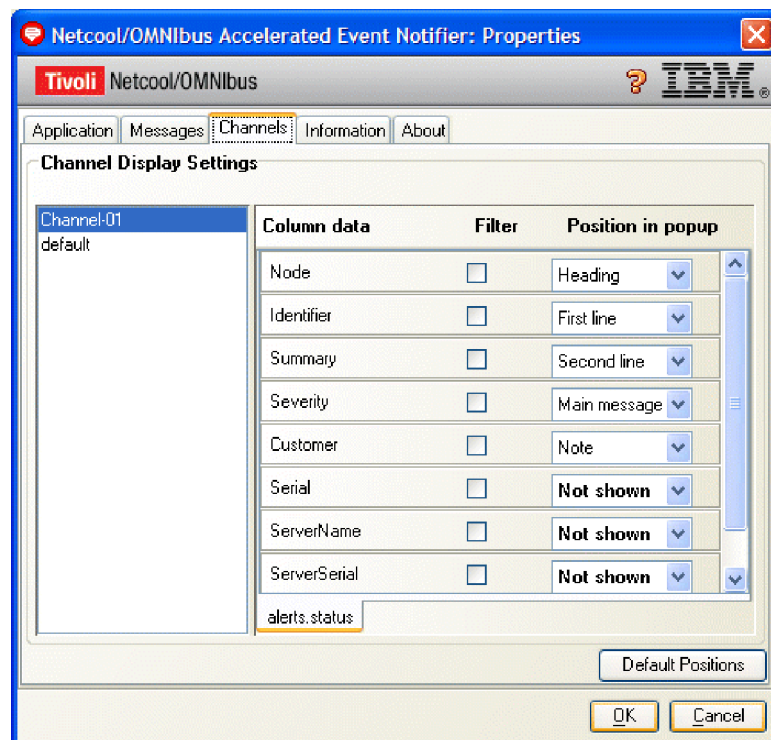 Netcool/OMNIbus Accelerated Event Notifier: Properties
Tivoli Netcool/OMNIbus ? IBM®
Application Messages Channels Information About
Channel Display Settings
Channel-01
default
Column data Filter Position in popup
Node Heading
Identifier First line
Summary Second line
Severity Main message
Customer Note
Serial Not shown
ServerName Not shown
ServerSerial Not shown
alerts.status
Default Positions
OK Cancel